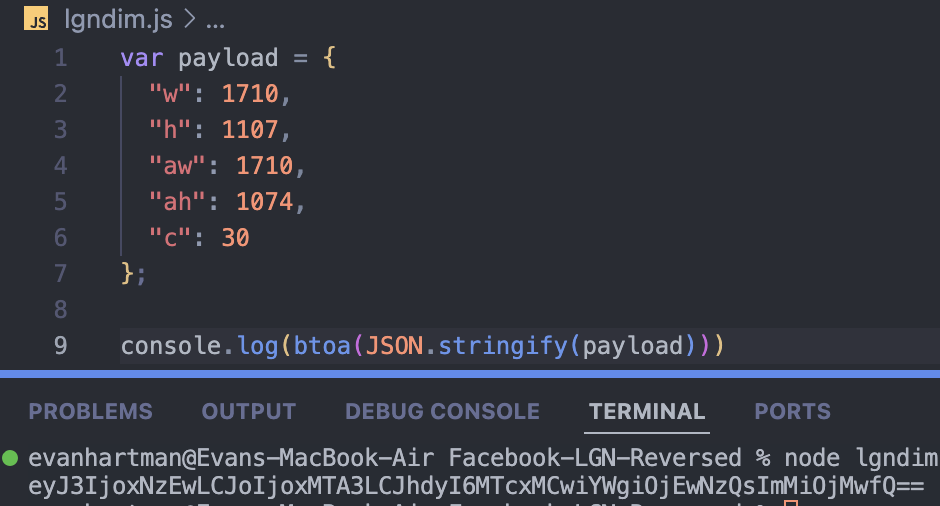 JS lgndim.js > ...
1 var payload = {
2 "w": 1710,
3 "h": 1107,
4 "aw": 1710,
5 "ah": 1074,
6 "c": 30
7 };
8
9 console.log(btoa(JSON.stringify(payload)))
PROBLEMS OUTPUT DEBUG CONSOLE TERMINAL PORTS
evanhartman@Evans-MacBook-Air Facebook-LGN-Reversed % node lgndim
eyJ3IjoxNzEwLCJoIjoxMTA3LCJhdyI6MTcxMCwiYWgiOjEwNzQsImMiOjMwfQ==